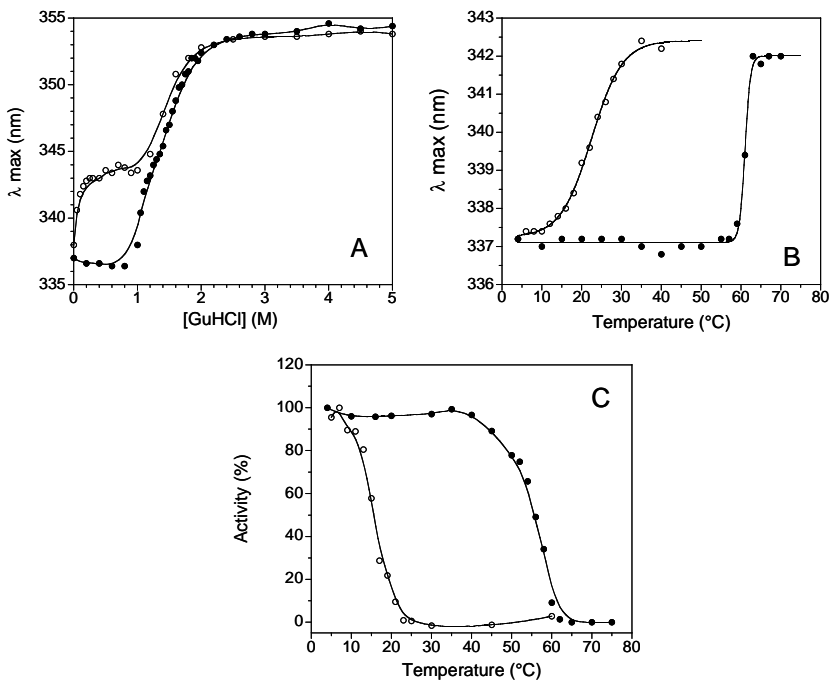 355
350
345
340
335
λ max (nm)
0 1 2 3 4 5
[GuHCl] (M)
A
343
342
341
340
339
338
337
336
λ max (nm)
0 10 20 30 40 50 60 70 80
Temperature (°C)
B
120
100
80
60
40
20
0
Activity (%)
0 10 20 30 40 50 60 70 80
Temperature (°C)
C